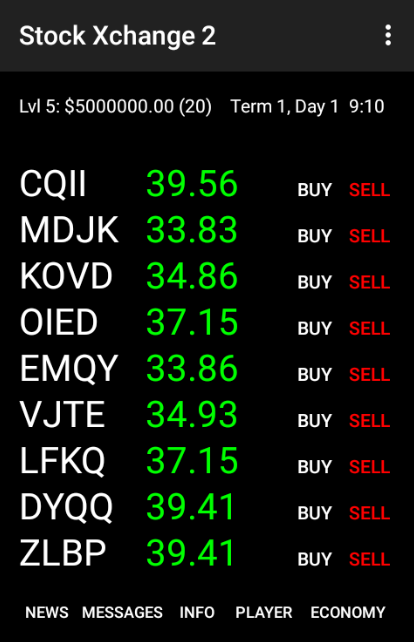 Stock Xchange 2
Lvl 5: $5000000.00 (20) Term 1, Day 1 9:10
CQII 39.56 BUY SELL
MDJK 33.83 BUY SELL
KOVD 34.86 BUY SELL
OIED 37.15 BUY SELL
EMQY 33.86 BUY SELL
VJTE 34.93 BUY SELL
LFKQ 37.15 BUY SELL
DYQQ 39.41 BUY SELL
ZLBP 39.41 BUY SELL
NEWS MESSAGES INFO PLAYER ECONOMY